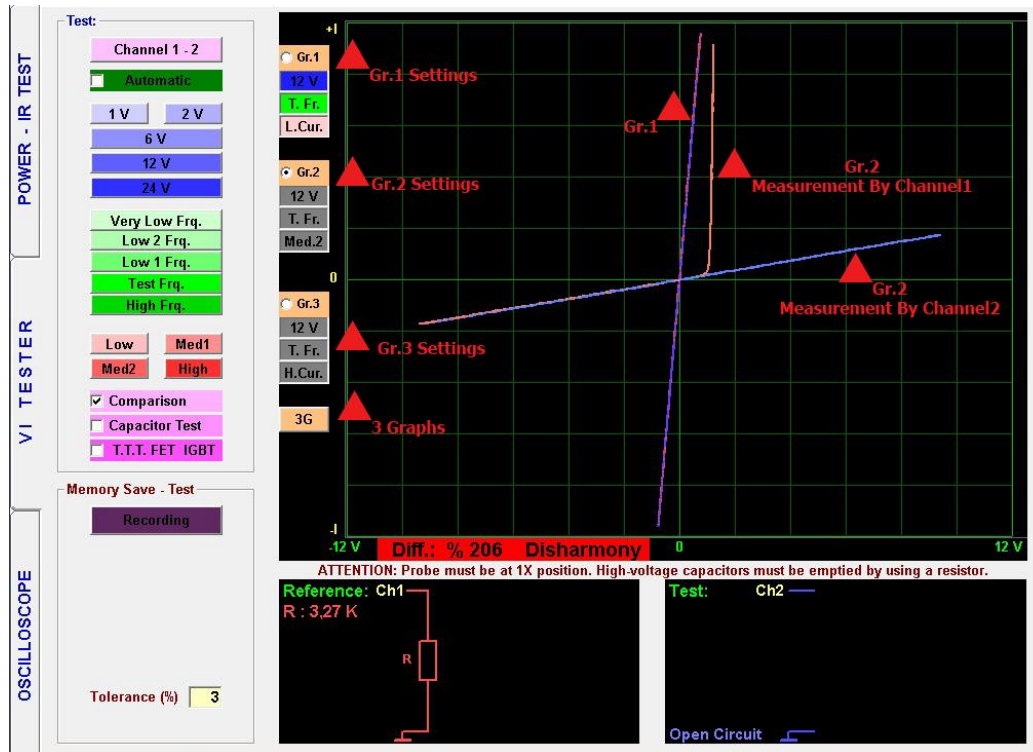 POWER - IR TEST
VI TESTER
OSCILLOSCOPE
Test:
Channel 1 - 2
Automatic
1 V
2 V
6 V
12 V
24 V
Very Low Frq.
Low 2 Frq.
Low 1 Frq.
Test Frq.
High Frq.
Low
Med1
Med2
High
Comparison
Capacitor Test
T.T.T. FET IGBT
Memory Save - Test
Recording
Tolerance (%) 3
Gr.1
12 V
T. Fr.
L.Cur.
Gr.2
12 V
T. Fr.
Med.2
Gr.3
12 V
T. Fr.
H.Cur.
3G
+I
0
-I
Gr.1 Settings
Gr.2 Settings
Gr.3 Settings
3 Graphs
Gr.1
Gr.2
Measurement By Channel1
Gr.2
Measurement By Channel2
-12 V
0
12 V
Diff.: % 206 Disharmony
ATTENTION: Probe must be at 1X position. High-voltage capacitors must be emptied by using a resistor.
Reference: Ch1
R : 3,27 K
R
Test: Ch2
Open Circuit